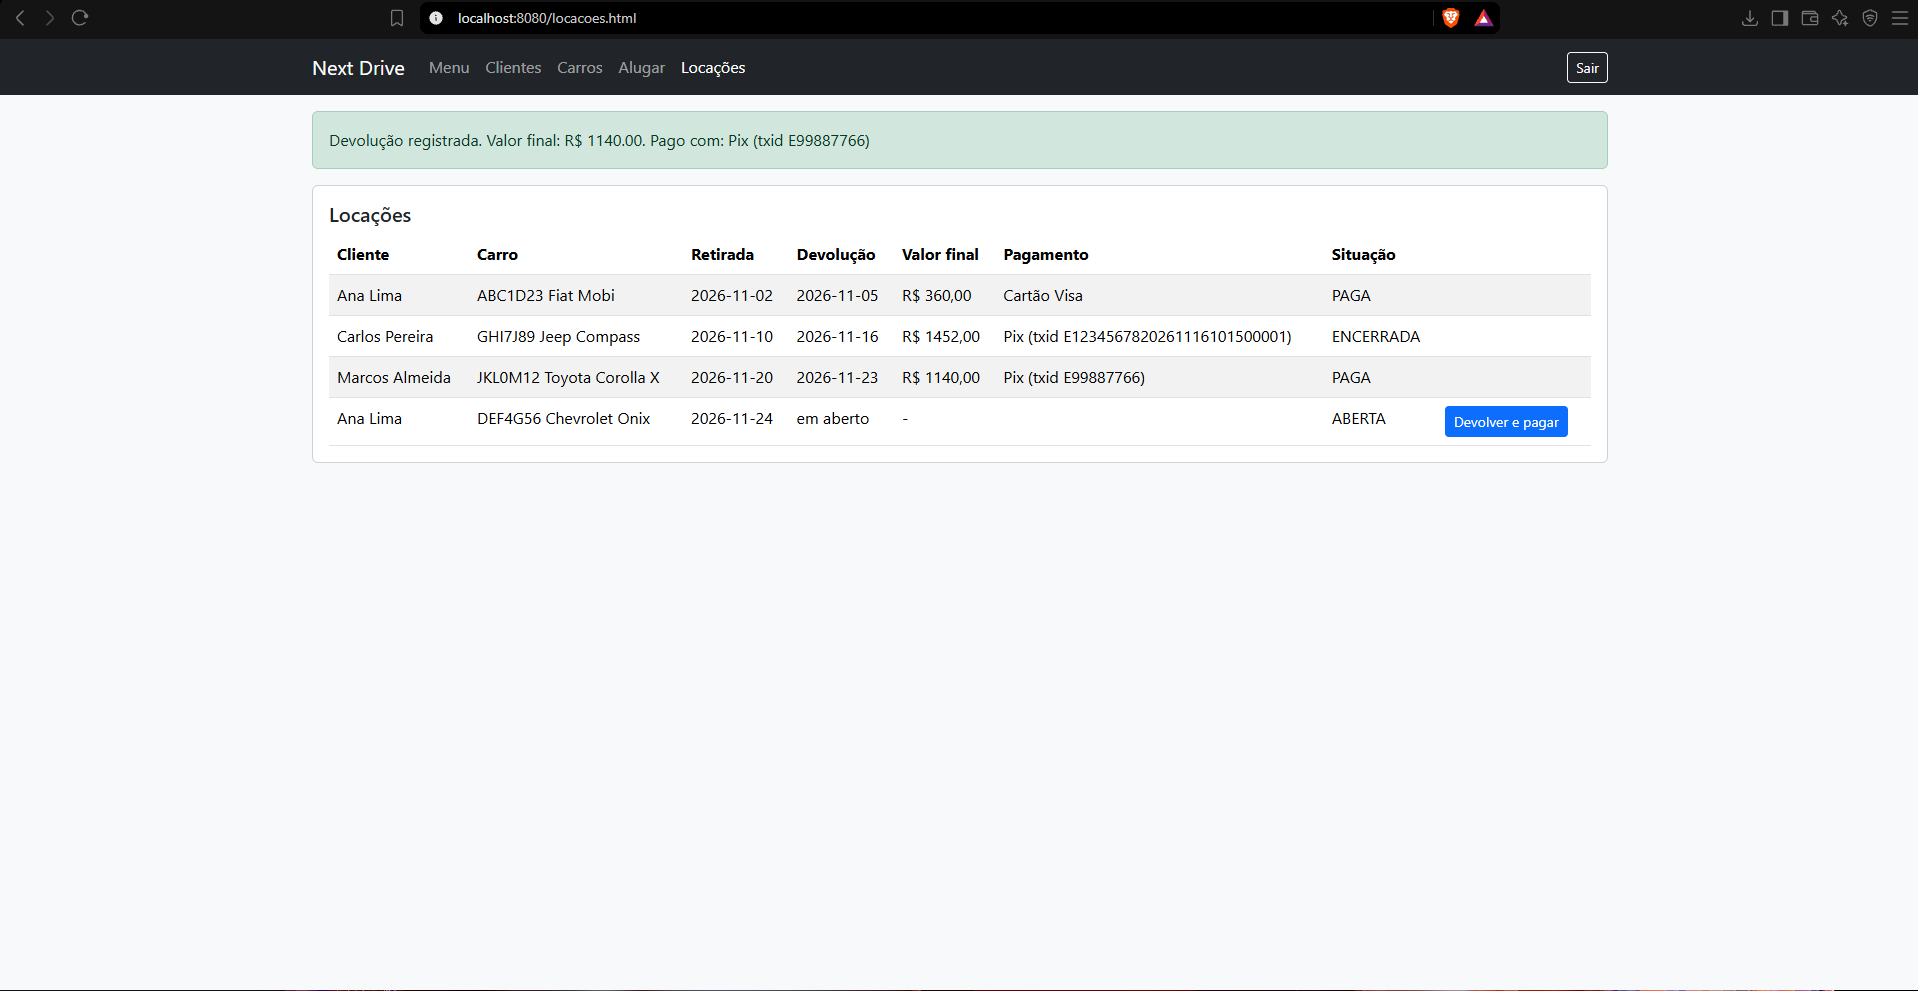 localhost:8080/locacoes.html
Next Drive Menu Clientes Carros Alugar Locações Sair
Devolução registrada. Valor final: R$ 1140.00. Pago com: Pix (txid E99887766)
Locações
Cliente Carro Retirada Devolução Valor final Pagamento Situação
Ana Lima ABC1D23 Fiat Mobi 2026-11-02 2026-11-05 R$ 360,00 Cartão Visa PAGA
Carlos Pereira GHI7J89 Jeep Compass 2026-11-10 2026-11-16 R$ 1452,00 Pix (txid E1234567820261116101500001) ENCERRADA
Marcos Almeida JKL0M12 Toyota Corolla X 2026-11-20 2026-11-23 R$ 1140,00 Pix (txid E99887766) PAGA
Ana Lima DEF4G56 Chevrolet Onix 2026-11-24 em aberto - ABERTA Devolver e pagar